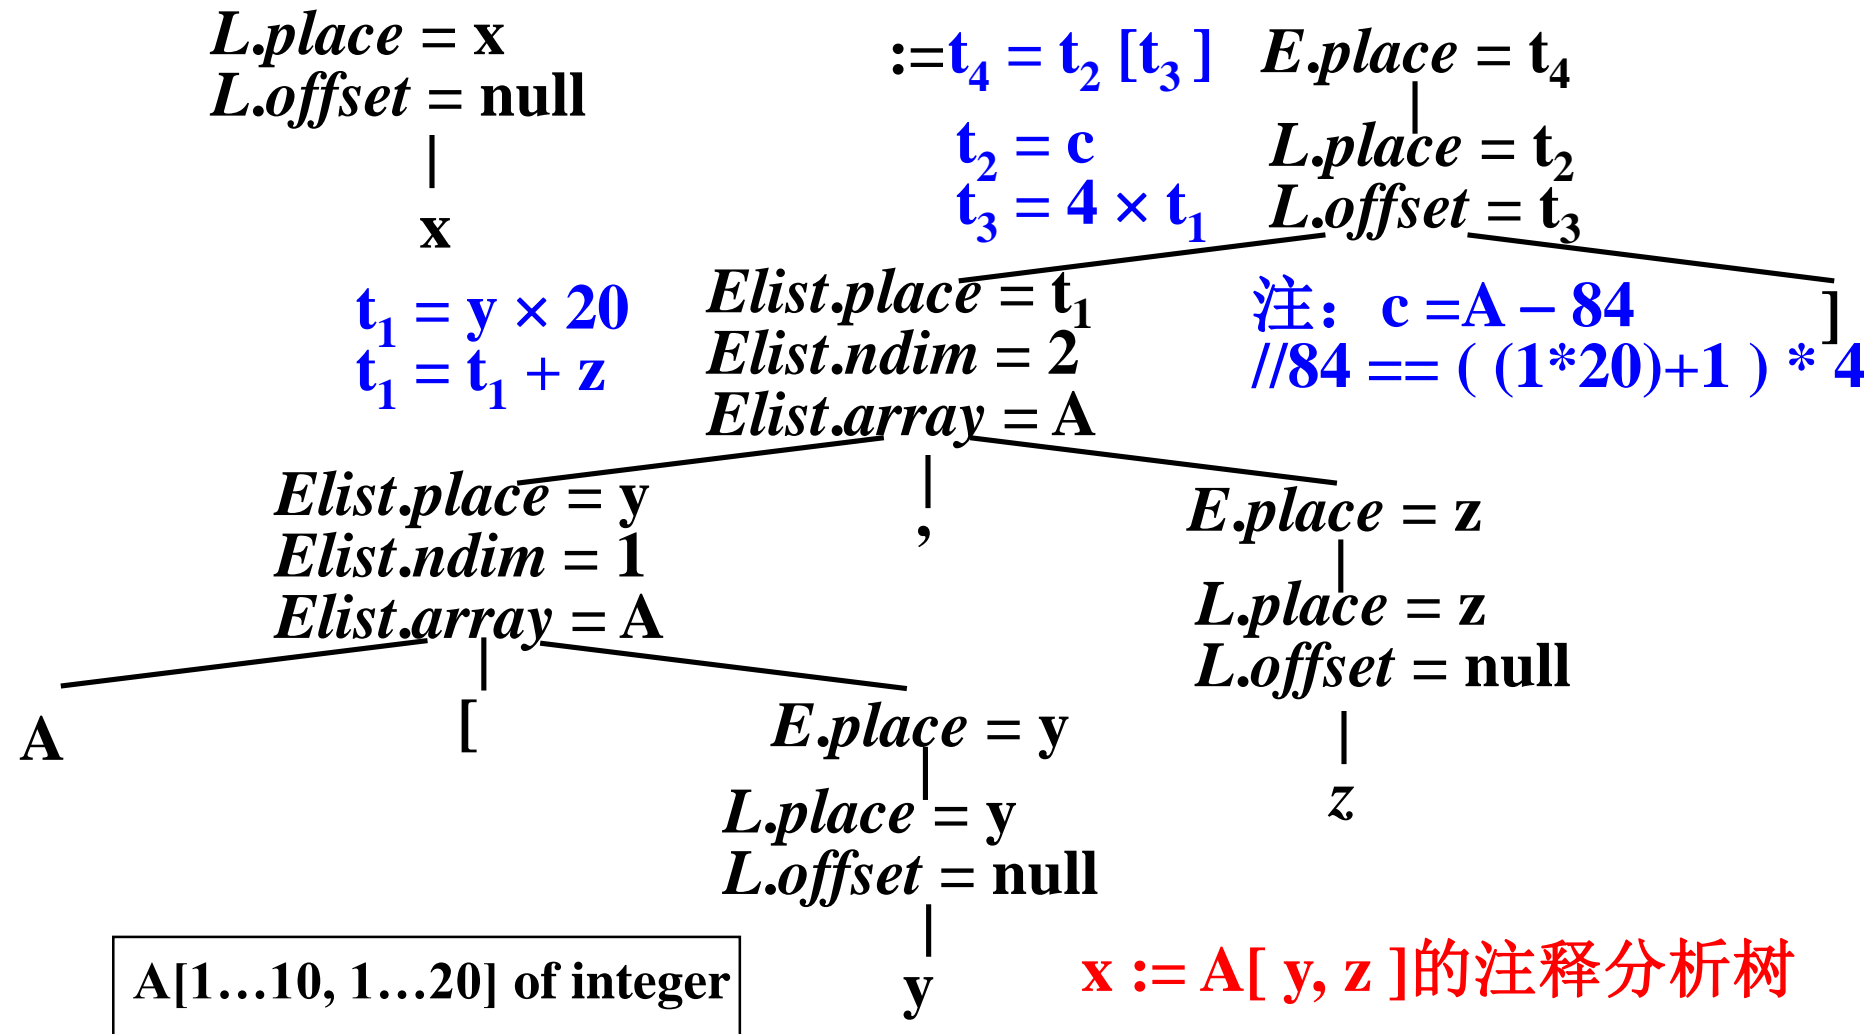 L.place = x
L.offset = null
x
:=t₄ = t₂ [t₃ ]
E.place = t₄
t₂ = c
t₃ = 4 × t₁
L.place = t₂
L.offset = t₃
t₁ = y × 20
t₁ = t₁ + z
Elist.place = t₁
Elist.ndim = 2
Elist.array = A
注：c =A – 84
//84 == ( (1*20)+1 ) * 4
]
Elist.place = y
Elist.ndim = 1
Elist.array = A
,
E.place = z
L.place = z
L.offset = null
z
A
[
E.place = y
L.place = y
L.offset = null
y
A[1…10, 1…20] of integer
x := A[ y, z ]的注释分析树